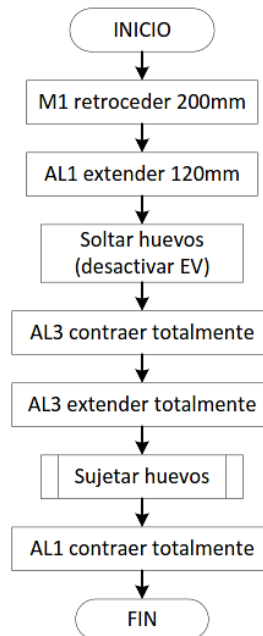 INICIO
M1 retroceder 200mm
AL1 extender 120mm
Soltar huevos
(desactivar EV)
AL3 contraer totalmente
AL3 extender totalmente
Sujetar huevos
AL1 contraer totalmente
FIN